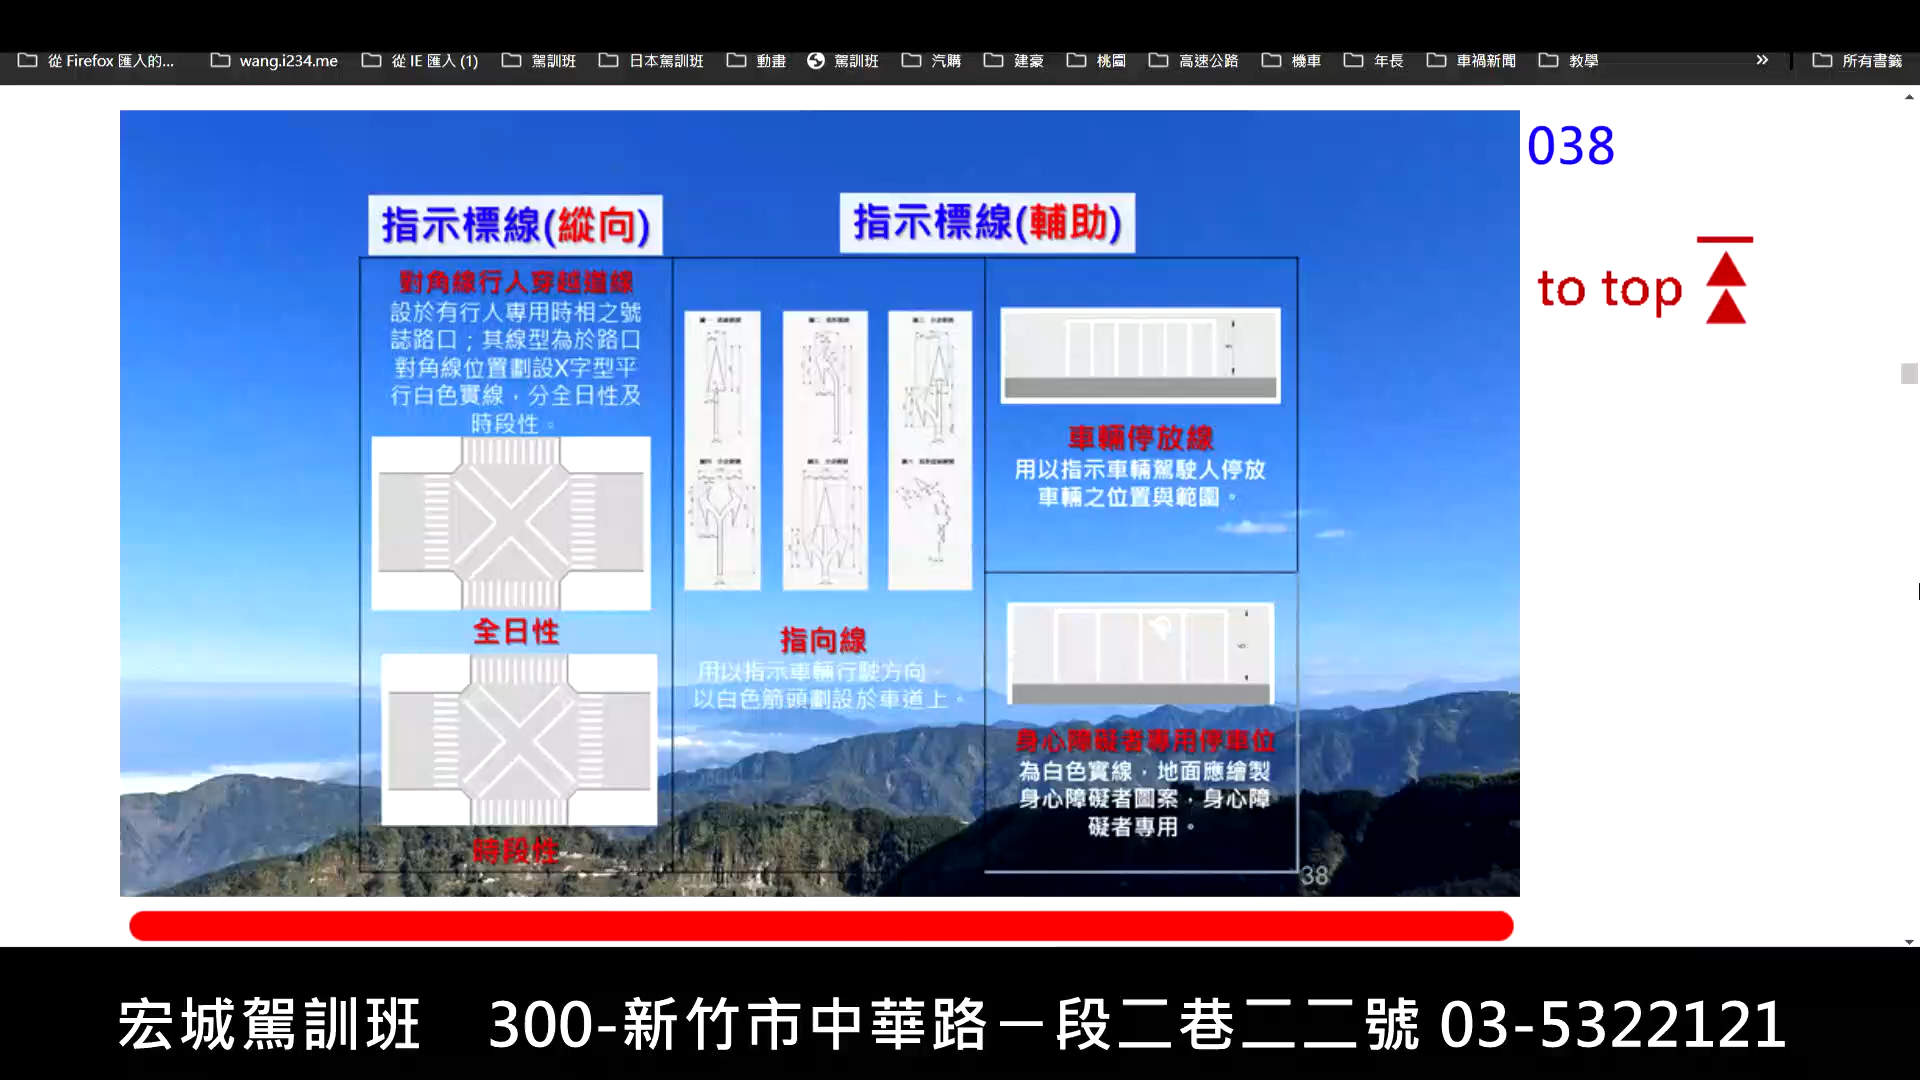 從 Firefox 匯入的...
wang.i234.me
從 IE 匯入 (1)
駕訓班
日本駕訓班
動畫
駕訓班
汽購
建豪
桃園
高速公路
機車
年長
車禍新聞
教學
»
所有書籤
038
to top
指示標線(縱向)
指示標線(輔助)
對角線行人穿越道線
設於有行人專用時相之號
誌路口；其線型為於路口
對角線位置劃設X字型平
行白色實線，分全日性及
時段性。
全日性
時段性
指向線
用以指示車輛行駛方向
以白色箭頭劃設於車道上。
車輛停放線
用以指示車輛駕駛人停放
車輛之位置與範圍。
身心障礙者專用停車位
為白色實線，地面應繪製
身心障礙者圖案，身心障
礙者專用。
38
宏城駕訓班 300-新竹市中華路一段二巷二二號 03-5322121